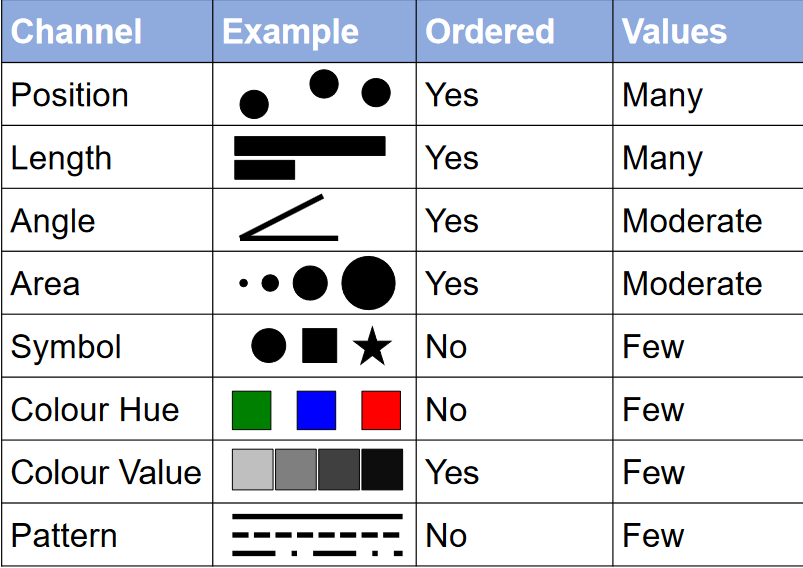 Channel Example Ordered Values
Position Yes Many
Length Yes Many
Angle Yes Moderate
Area Yes Moderate
Symbol No Few
Colour Hue No Few
Colour Value Yes Few
Pattern No Few